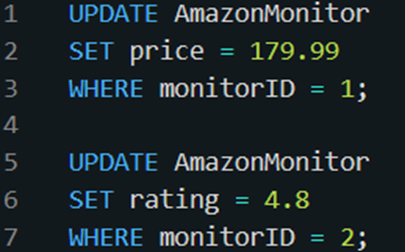 1 UPDATE AmazonMonitor
2 SET price = 179.99
3 WHERE monitorID = 1;
4
5 UPDATE AmazonMonitor
6 SET rating = 4.8
7 WHERE monitorID = 2;